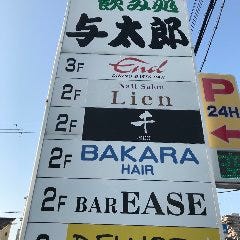 飲み処
与太郎
3F End
2F Nail Salon
Lien
2F 千
2F BAKARA
HAIR
2F BAR EASE
P
24H